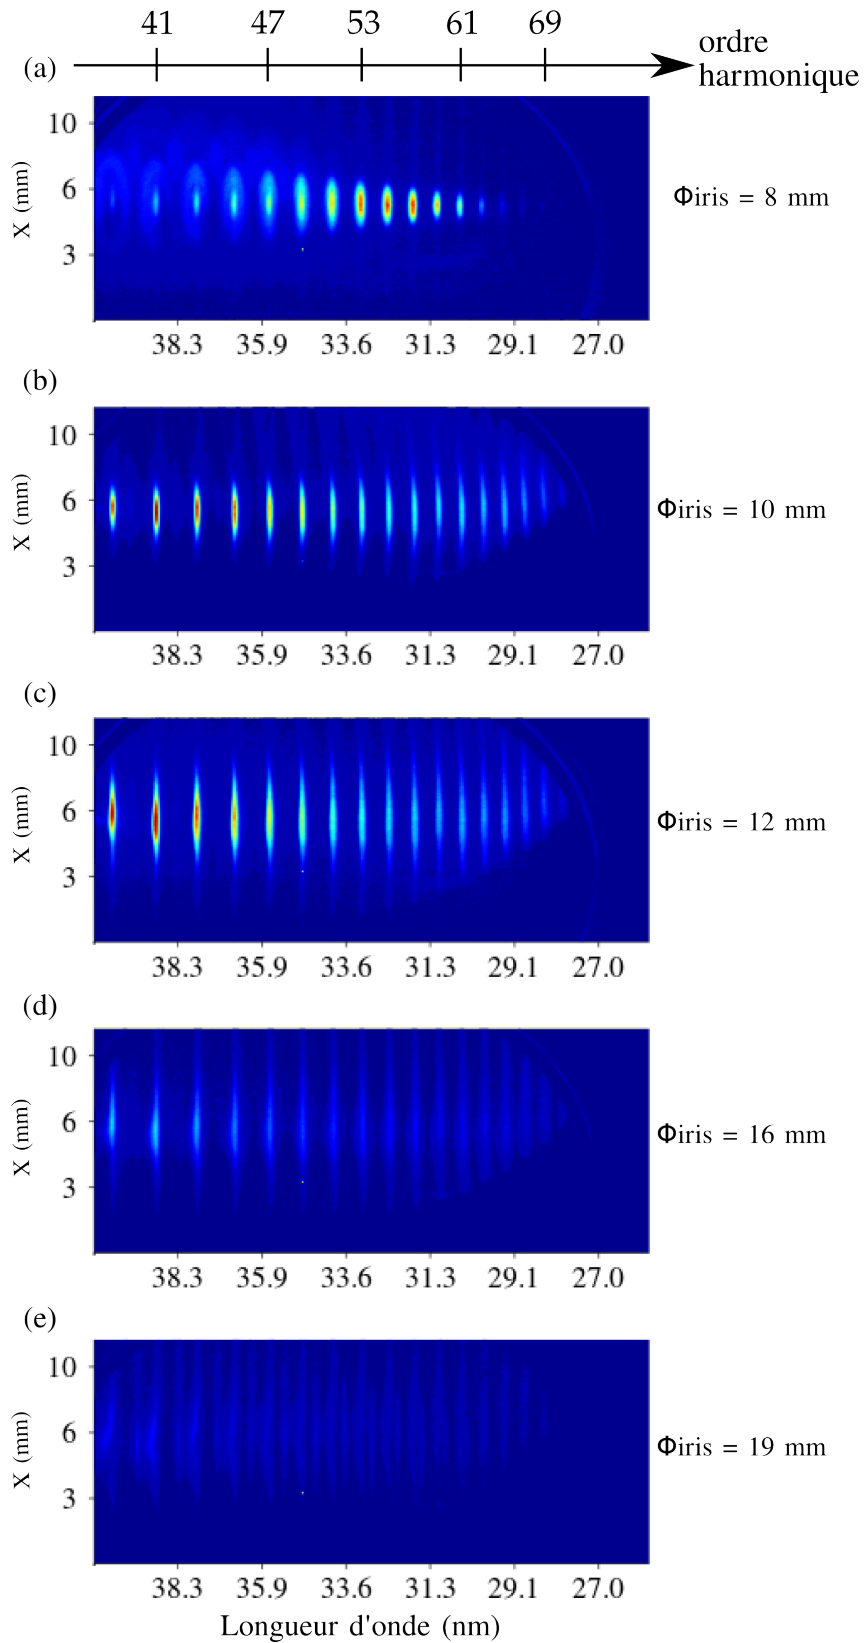 41 47 53 61 69
ordre
harmonique
(a)
10
6
3
X (mm)
Φiris = 8 mm
38.3 35.9 33.6 31.3 29.1 27.0
(b)
10
6
3
X (mm)
Φiris = 10 mm
38.3 35.9 33.6 31.3 29.1 27.0
(c)
10
6
3
X (mm)
Φiris = 12 mm
38.3 35.9 33.6 31.3 29.1 27.0
(d)
10
6
3
X (mm)
Φiris = 16 mm
38.3 35.9 33.6 31.3 29.1 27.0
(e)
10
6
3
X (mm)
Φiris = 19 mm
38.3 35.9 33.6 31.3 29.1 27.0
Longueur d'onde (nm)